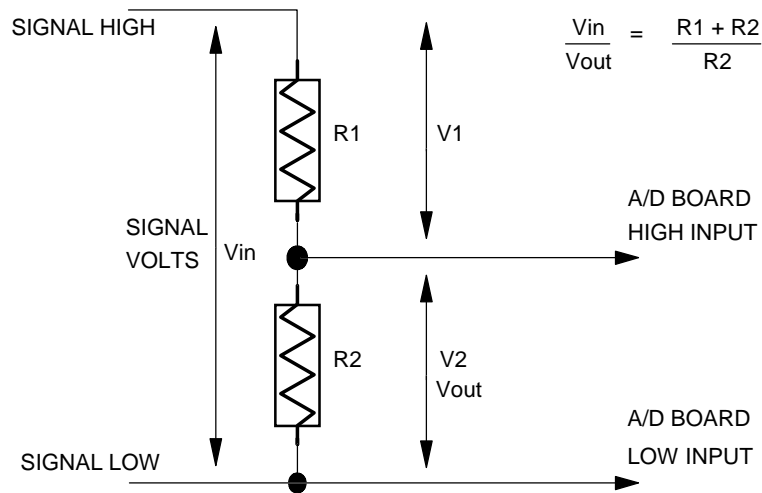 SIGNAL HIGH
Vin = R1 + R2
Vout R2
R1
V1
A/D BOARD
HIGH INPUT
SIGNAL
VOLTS
Vin
R2
V2
Vout
A/D BOARD
LOW INPUT
SIGNAL LOW